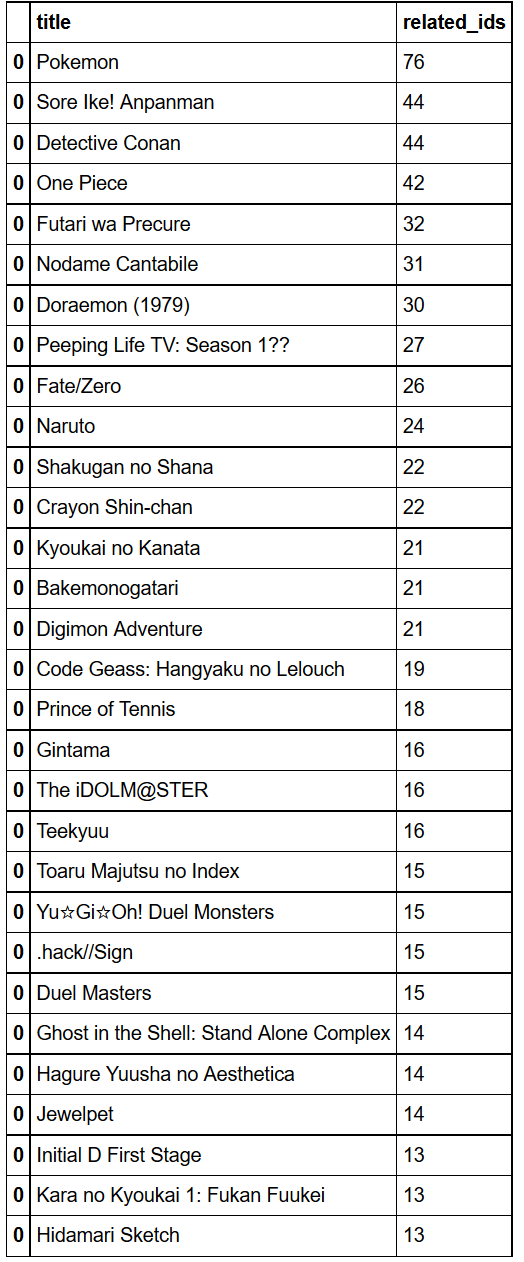 title related_ids
0 Pokemon 76
0 Sore Ike! Anpanman 44
0 Detective Conan 44
0 One Piece 42
0 Futari wa Precure 32
0 Nodame Cantabile 31
0 Doraemon (1979) 30
0 Peeping Life TV: Season 1?? 27
0 Fate/Zero 26
0 Naruto 24
0 Shakugan no Shana 22
0 Crayon Shin-chan 22
0 Kyoukai no Kanata 21
0 Bakemonogatari 21
0 Digimon Adventure 21
0 Code Geass: Hangyaku no Lelouch 19
0 Prince of Tennis 18
0 Gintama 16
0 The iDOLM@STER 16
0 Teekyuu 16
0 Toaru Majutsu no Index 15
0 Yu☆Gi☆Oh! Duel Monsters 15
0 .hack//Sign 15
0 Duel Masters 15
0 Ghost in the Shell: Stand Alone Complex 14
0 Hagure Yuusha no Aesthetica 14
0 Jewelpet 14
0 Initial D First Stage 13
0 Kara no Kyoukai 1: Fukan Fuukei 13
0 Hidamari Sketch 13